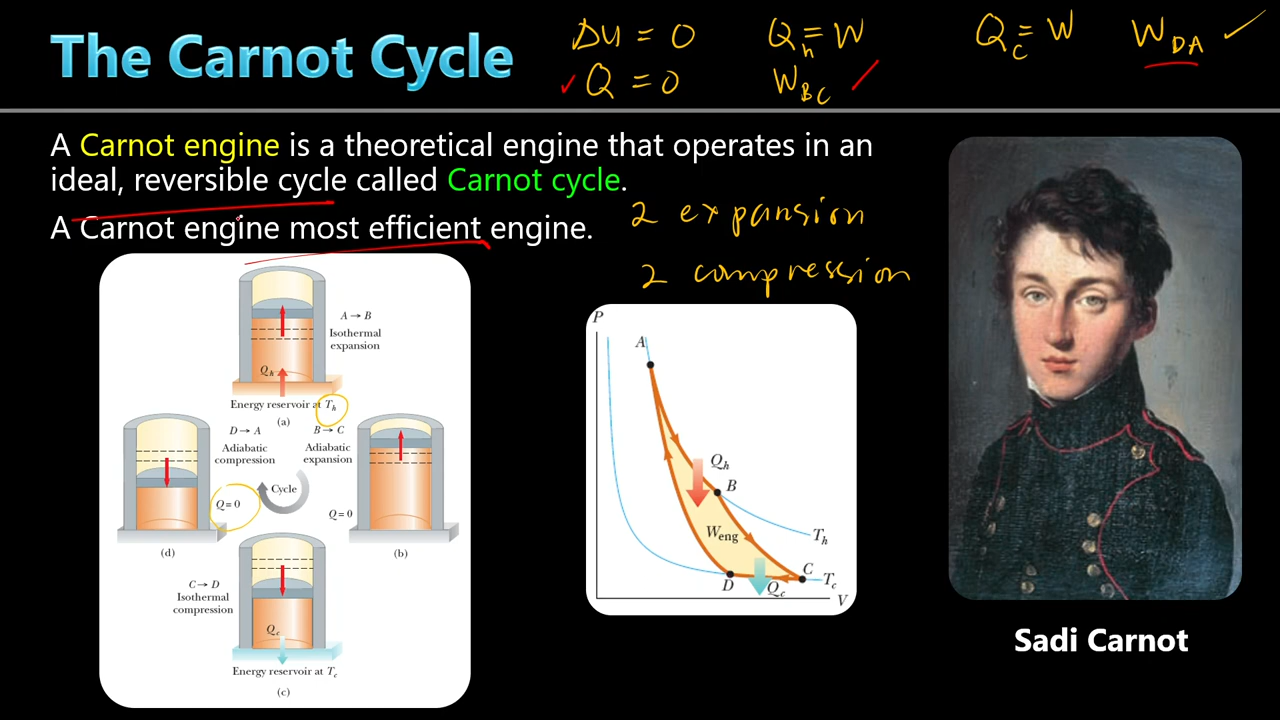 The Carnot Cycle
ΔU = 0 Qh = W Qc = W WDA ✓
✓ Q = 0 WBC /
A Carnot engine is a theoretical engine that operates in an
ideal, reversible cycle called Carnot cycle.
A Carnot engine most efficient engine.
2 expansion
2 compression
A → B
Isothermal
expansion
Qh
Energy reservoir at Th
(a)
D → A
Adiabatic
compression
Q = 0
(d)
B → C
Adiabatic
expansion
Q = 0
(b)
Cycle
C → D
Isothermal
compression
Qc
Energy reservoir at Tc
(c)
P
A
Qh
B
Weng
Th
C
D
Qc
Tc
V
Sadi Carnot